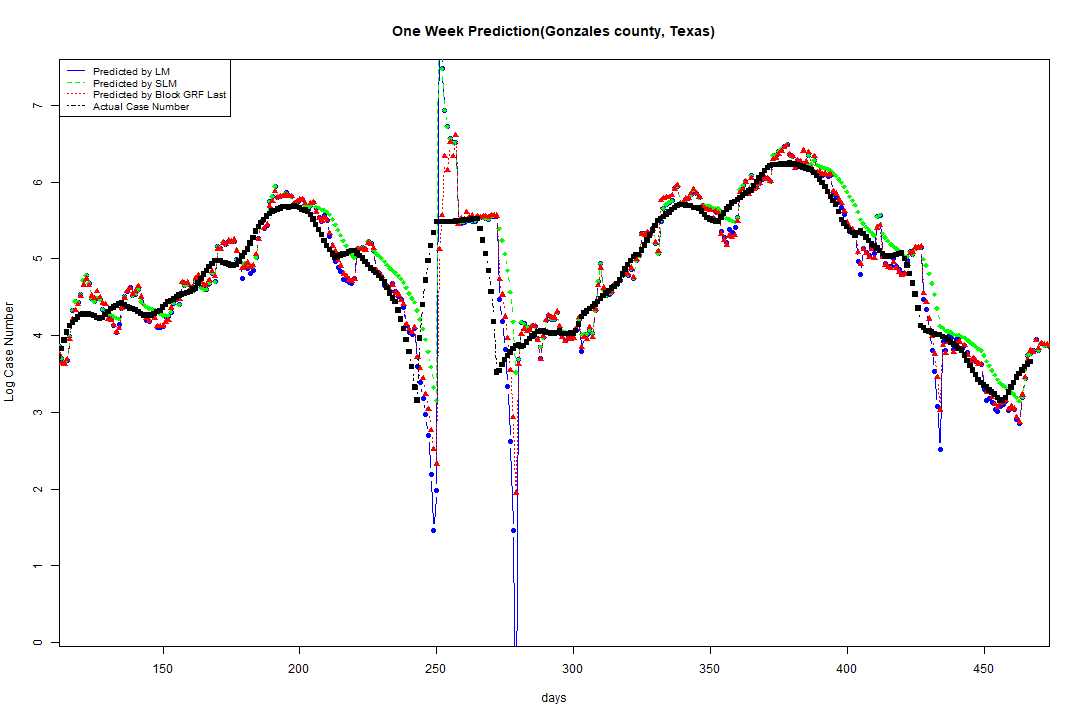 One Week Prediction(Gonzales county, Texas)
Predicted by LM
Predicted by SLM
Predicted by Block GRF Last
Actual Case Number
7
6
5
4
3
2
1
0
Log Case Number
150 200 250 300 350 400 450
days